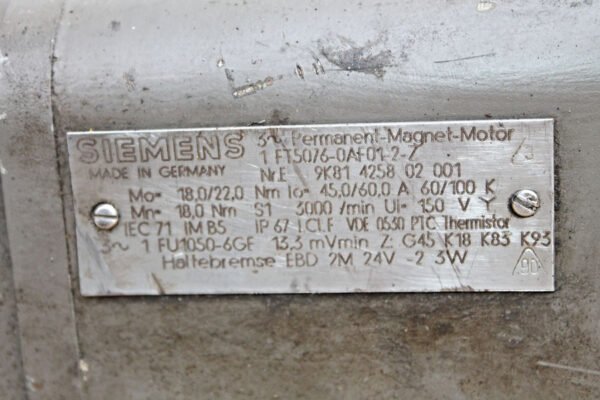 SIEMENS 3~ Permanent-Magnet-Motor
1 FT5076-0AF01-2-Z
MADE IN GERMANY Nr.E 9K81 4258 02 001
Mo= 18,0/22,0 Nm Io= 45,0/60,0 A 60/100 K
Mn= 18,0 Nm S1 3000 /min Ui= 150 V Y
IEC 71 IM B5 IP 67 I.CL.F VDE 0530 PTC Thermistor
3~ 1 FU1050-6GF 13,3 mVmin Z: G45 K18 K83 K93
Haltebremse EBD 2M 24V -2 3W